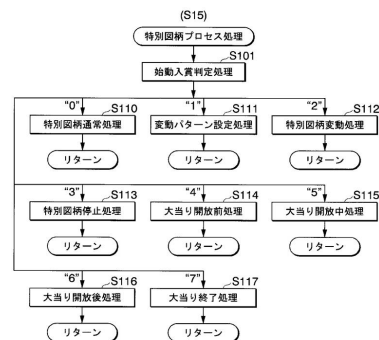 (S15)
特別図柄プロセス処理
S101
始動入賞判定処理
"0" S110 "1" S111 "2" S112
特別図柄通常処理 変動パターン設定処理 特別図柄変動処理
リターン リターン リターン
"3" S113 "4" S114 "5" S115
特別図柄停止処理 大当り開放前処理 大当り開放中処理
リターン リターン リターン
"6" S116 "7" S117
大当り開放後処理 大当り終了処理
リターン リターン